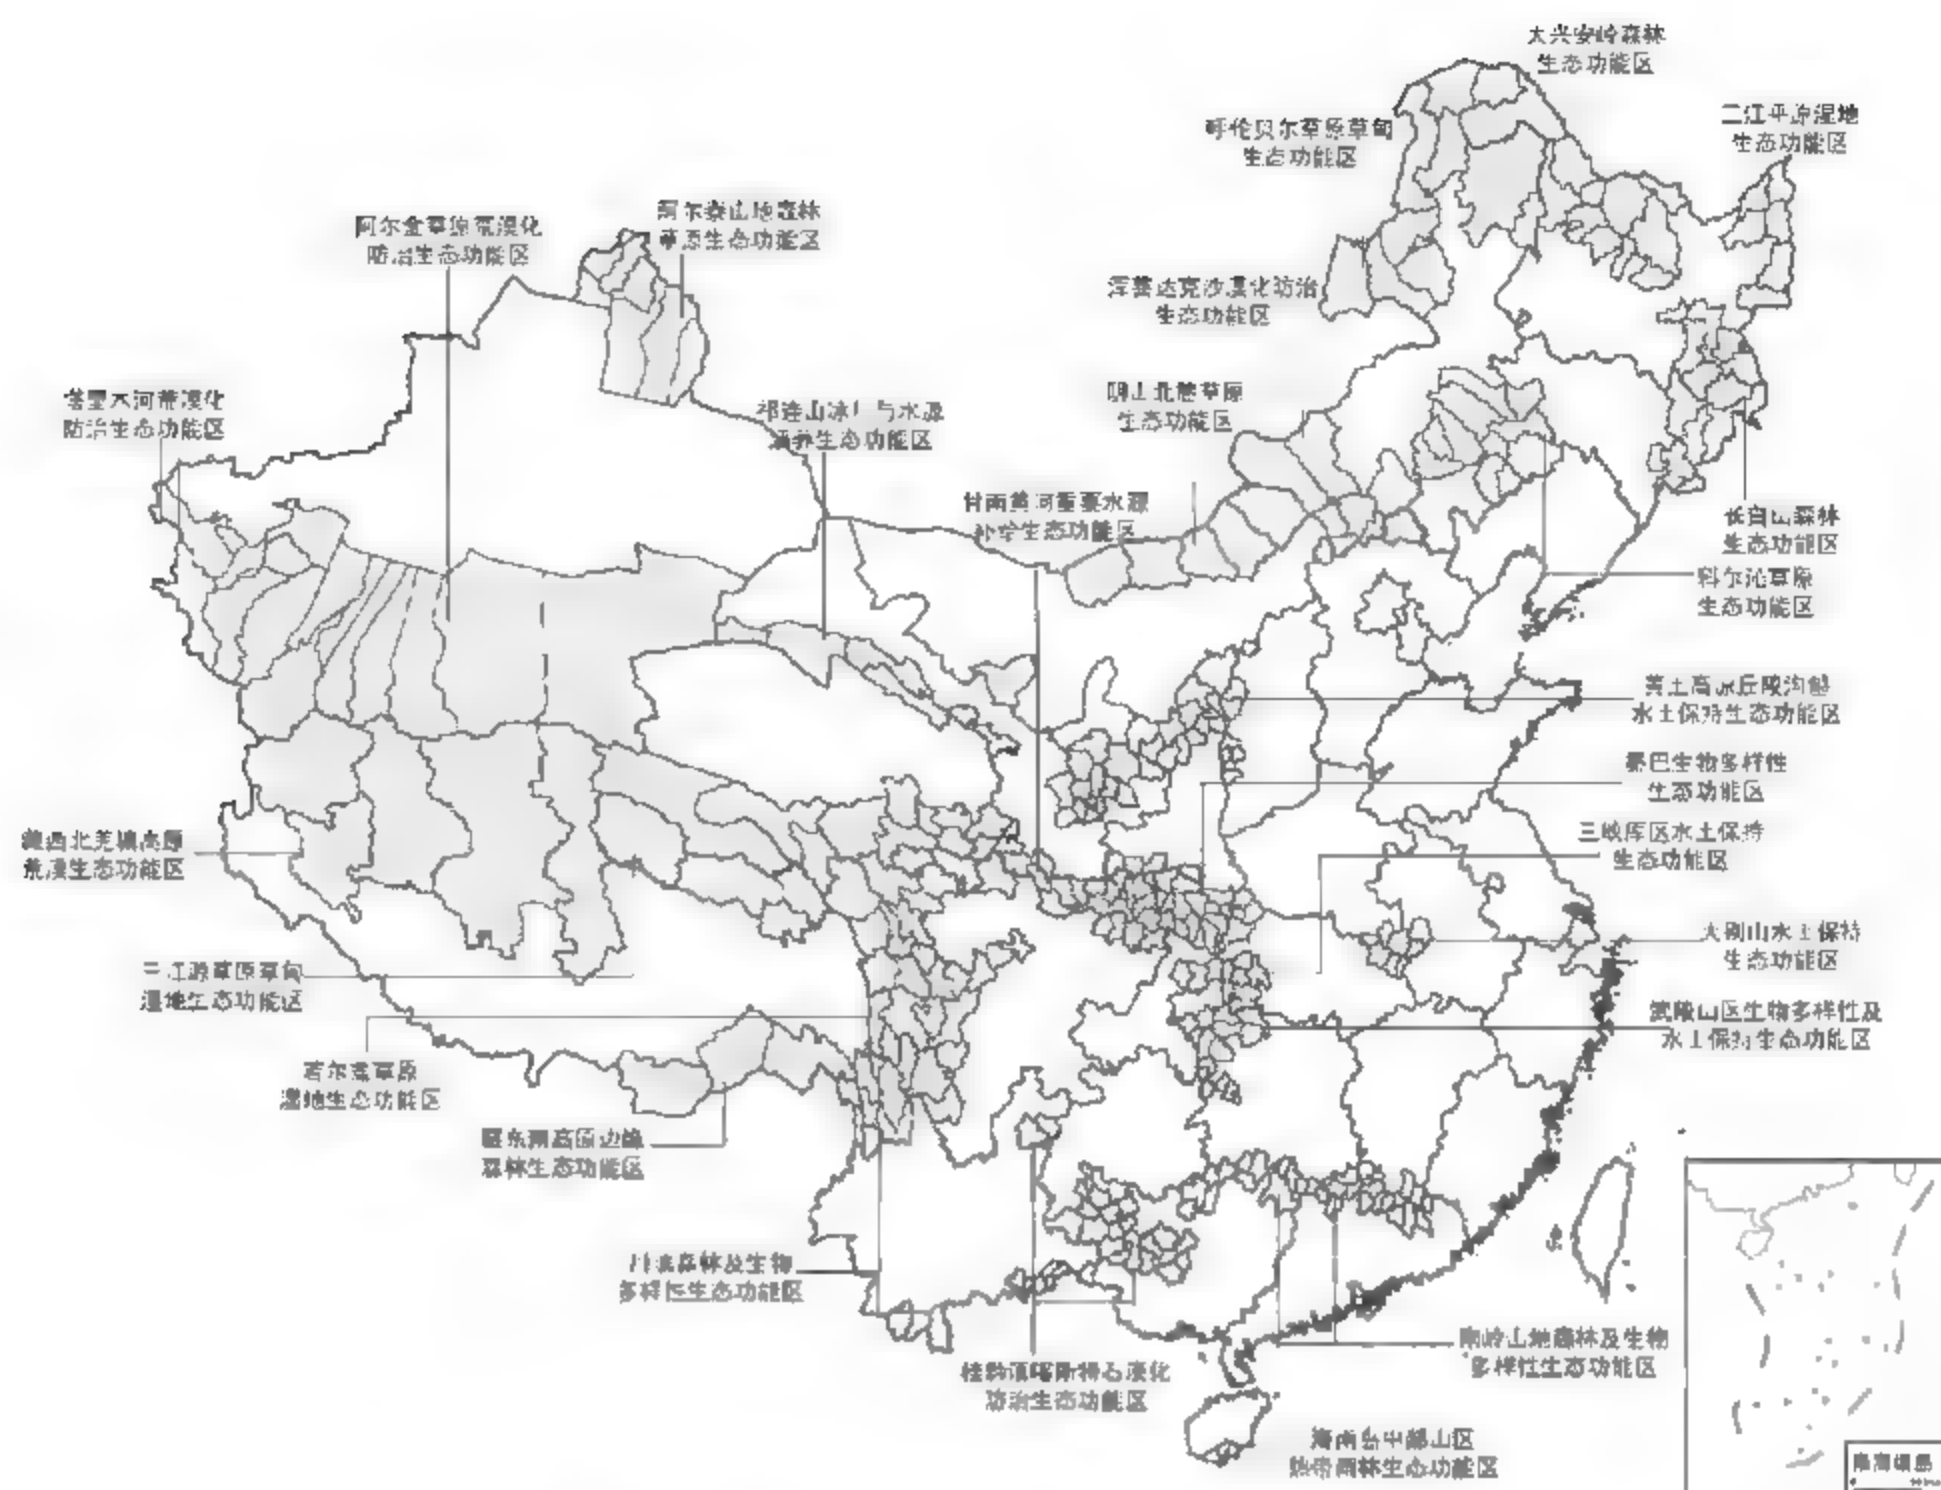 大兴安岭森林
生态功能区
呼伦贝尔草原草甸
生态功能区
三江平原湿地
生态功能区
阿尔金草原荒漠化
防治生态功能区
阿尔泰山地森林
草原生态功能区
浑善达克沙漠化防治
生态功能区
塔里木河荒漠化
防治生态功能区
祁连山冰川与水源
涵养生态功能区
阴山北麓草原
生态功能区
甘南黄河重要水源
补给生态功能区
长白山森林
生态功能区
科尔沁草原
生态功能区
黄土高原丘陵沟壑
水土保持生态功能区
秦巴生物多样性
生态功能区
三峡库区水土保持
生态功能区
藏西北羌塘高原
荒漠生态功能区
大别山水土保持
生态功能区
三江源草原草甸
湿地生态功能区
武陵山区生物多样性及
水土保持生态功能区
若尔盖草原
湿地生态功能区
藏东南高原边缘
森林生态功能区
川滇森林及生物
多样性生态功能区
桂黔滇喀斯特石漠化
防治生态功能区
南岭山地森林及生物
多样性生态功能区
海南岛中部山区
热带雨林生态功能区
南海诸岛